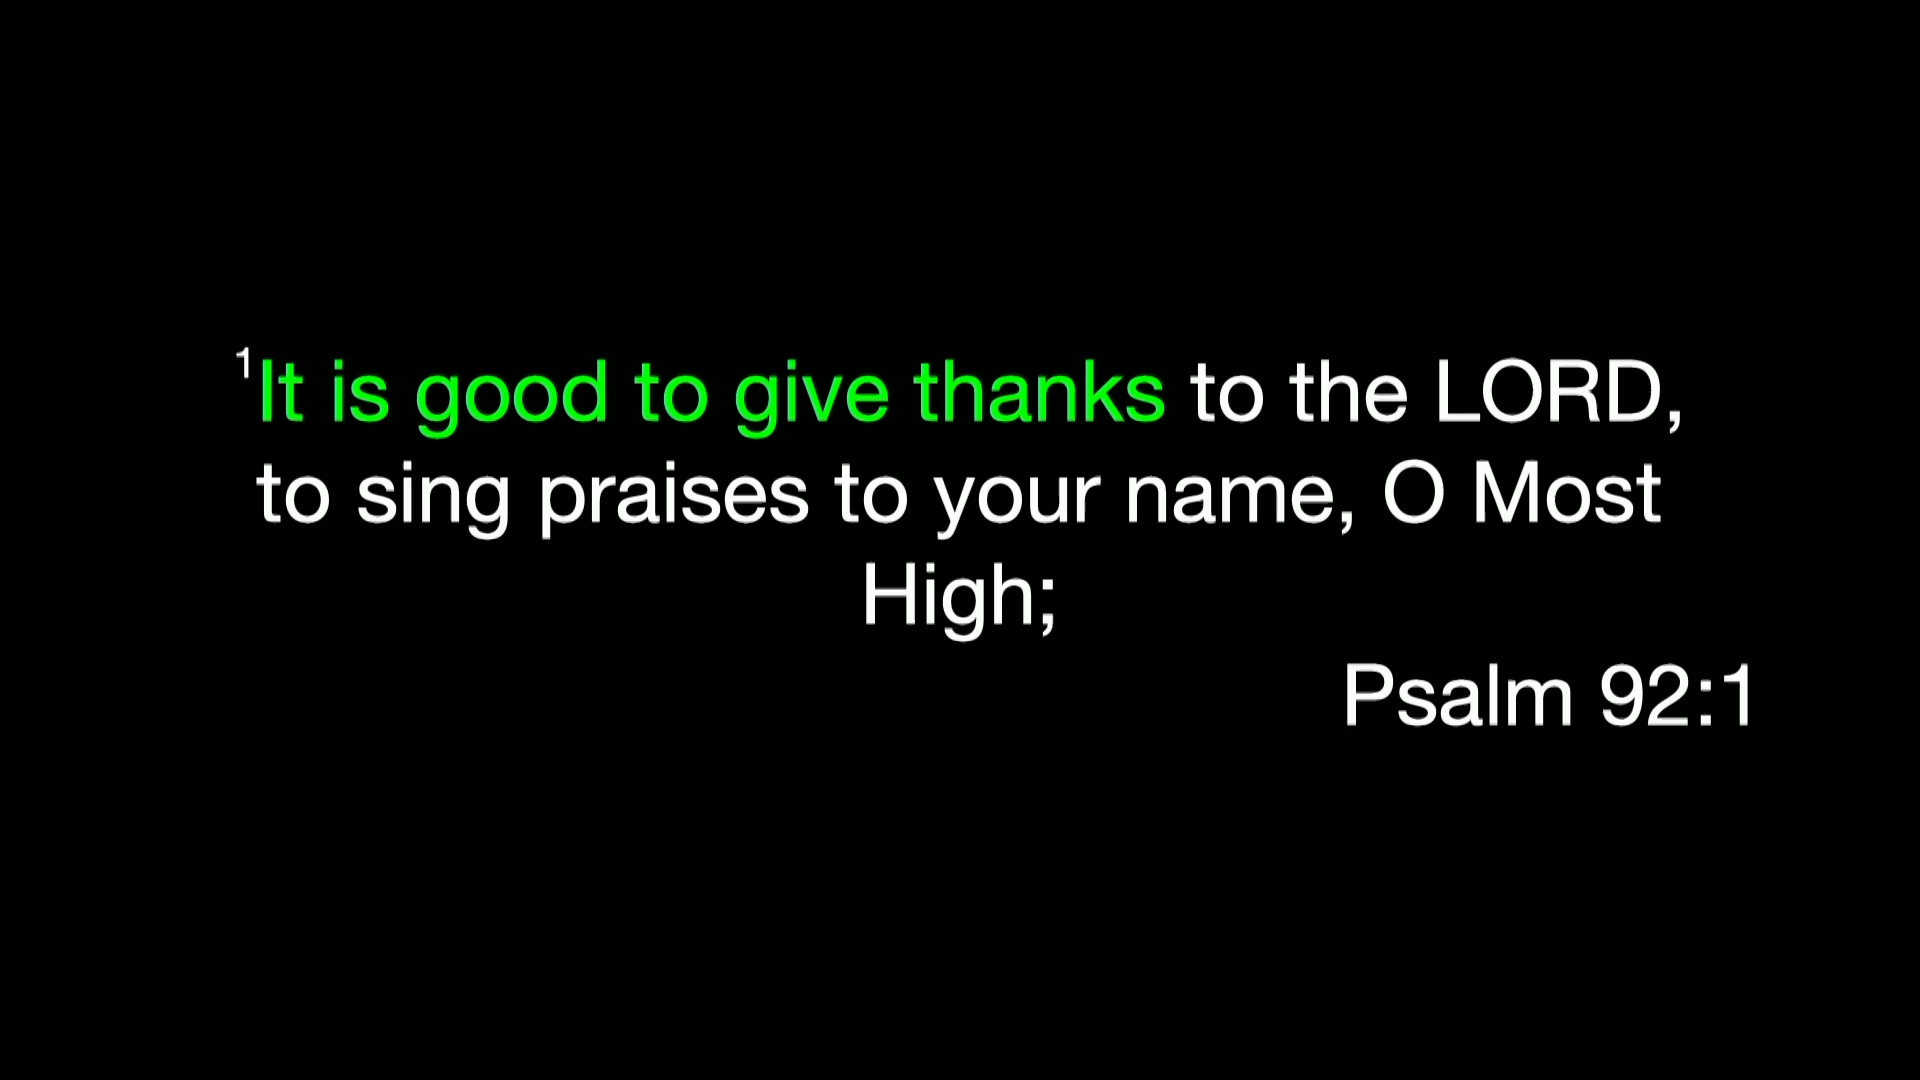 ¹It is good to give thanks to the LORD,
to sing praises to your name, O Most
High;
Psalm 92:1